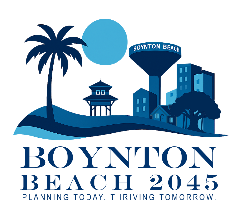 BOYNTON BEACH
BOYNTON
BEACH 2045
PLANNING TODAY. THRIVING TOMORROW.